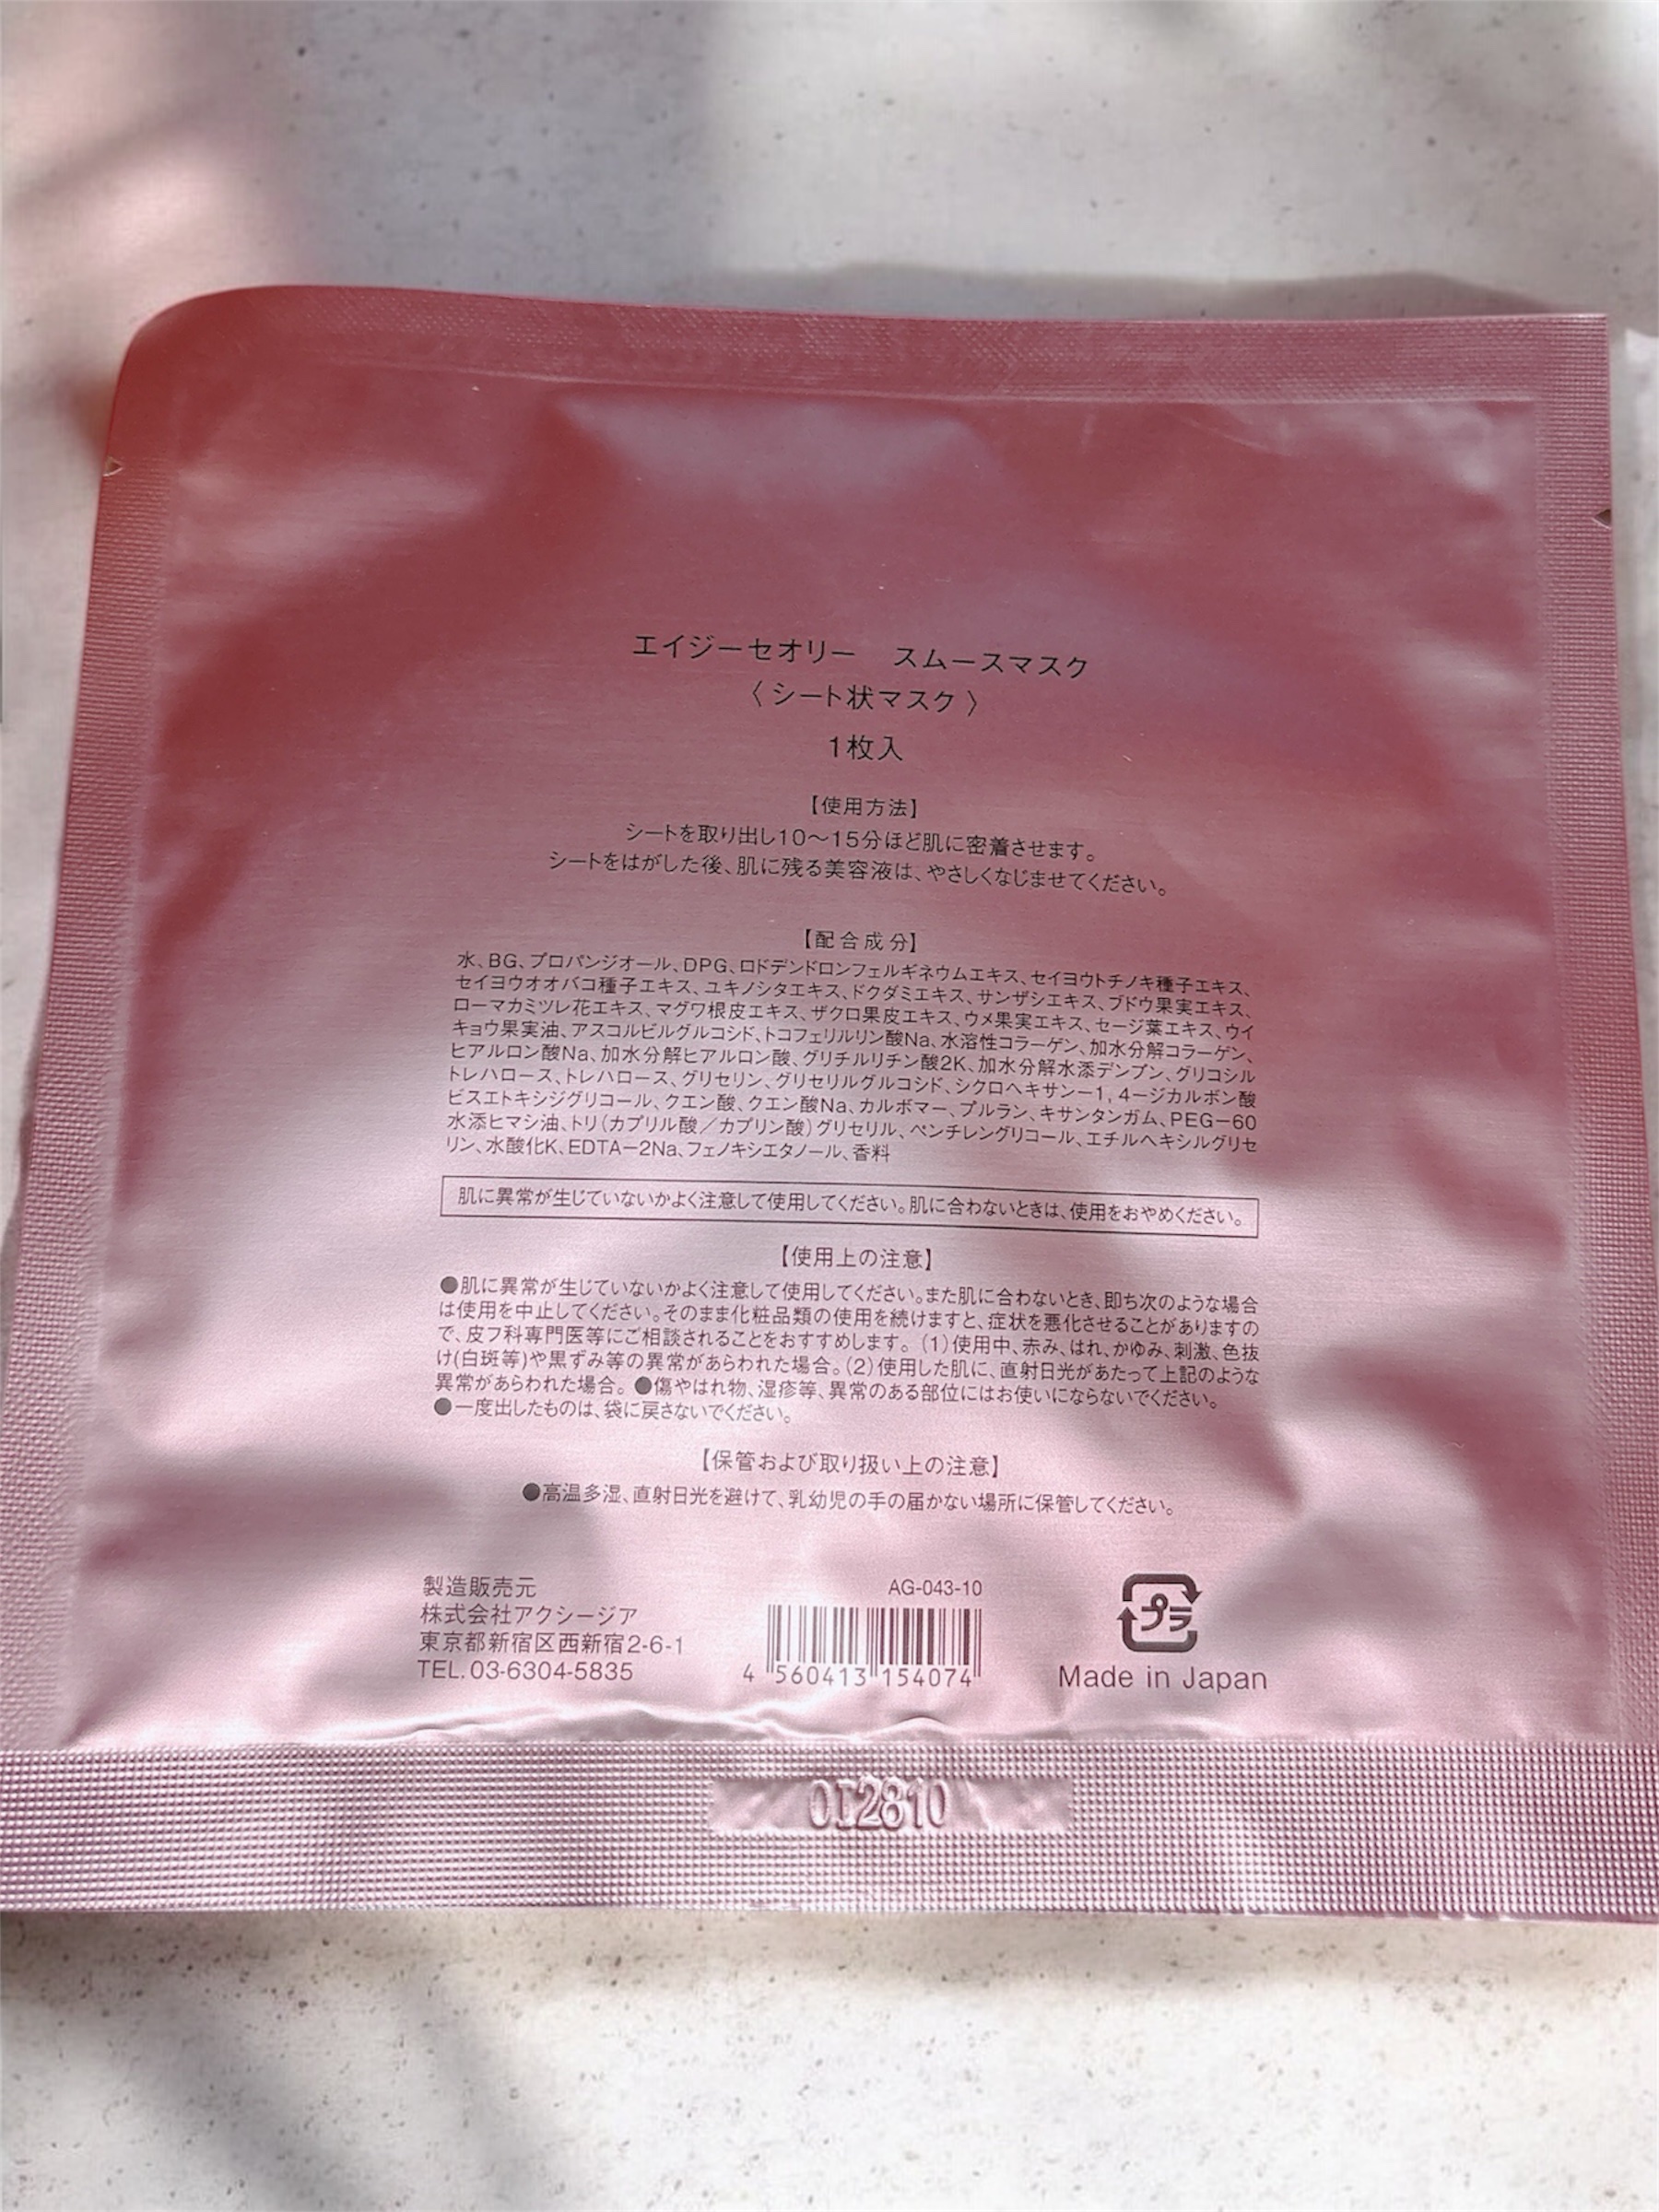 エイジーセオリー　スムースマスク
〈シート状マスク〉
1枚入
【使用方法】
シートを取り出し10〜15分ほど肌に密着させます。
シートをはがした後、肌に残る美容液は、やさしくなじませてください。
【配合成分】
水、BG、プロパンジオール、DPG、ロドデンドロンフェルギネウムエキス、セイヨウトチノキ種子エキス、
セイヨウオオバコ種子エキス、ユキノシタエキス、ドクダミエキス、サンザシエキス、ブドウ果実エキス、
ローマカミツレ花エキス、マグワ根皮エキス、ザクロ果皮エキス、ウメ果実エキス、セージ葉エキス、ウイ
キョウ果実油、アスコルビルグルコシド、トコフェリルリン酸Na、水溶性コラーゲン、加水分解コラーゲン、
ヒアルロン酸Na、加水分解ヒアルロン酸、グリチルリチン酸2K、加水分解水添デンプン、グリコシル
トレハロース、トレハロース、グリセリン、グリセリルグルコシド、シクロヘキサン−1, 4−ジカルボン酸
ビスエトキシジグリコール、クエン酸、クエン酸Na、カルボマー、プルラン、キサンタンガム、PEG−60
水添ヒマシ油、トリ(カプリル酸／カプリン酸)グリセリル、ペンチレングリコール、エチルヘキシルグリセ
リン、水酸化K、EDTA−2Na、フェノキシエタノール、香料
肌に異常が生じていないかよく注意して使用してください。肌に合わないときは、使用をおやめください。
【使用上の注意】
●肌に異常が生じていないかよく注意して使用してください。また肌に合わないとき、即ち次のような場合
は使用を中止してください。そのまま化粧品類の使用を続けますと、症状を悪化させることがありますの
で、皮フ科専門医等にご相談されることをおすすめします。(1)使用中、赤み、はれ、かゆみ、刺激、色抜
け(白斑等)や黒ずみ等の異常があらわれた場合。(2)使用した肌に、直射日光があたって上記のような
異常があらわれた場合。●傷やはれ物、湿疹等、異常のある部位にはお使いにならないでください。
●一度出したものは、袋に戻さないでください。
【保管および取り扱い上の注意】
●高温多湿、直射日光を避けて、乳幼児の手の届かない場所に保管してください。
製造販売元
株式会社アクシージア
東京都新宿区西新宿2-6-1
TEL. 03-6304-5835
AG-043-10
4 560413 154074
プラ
Made in Japan
0I2810